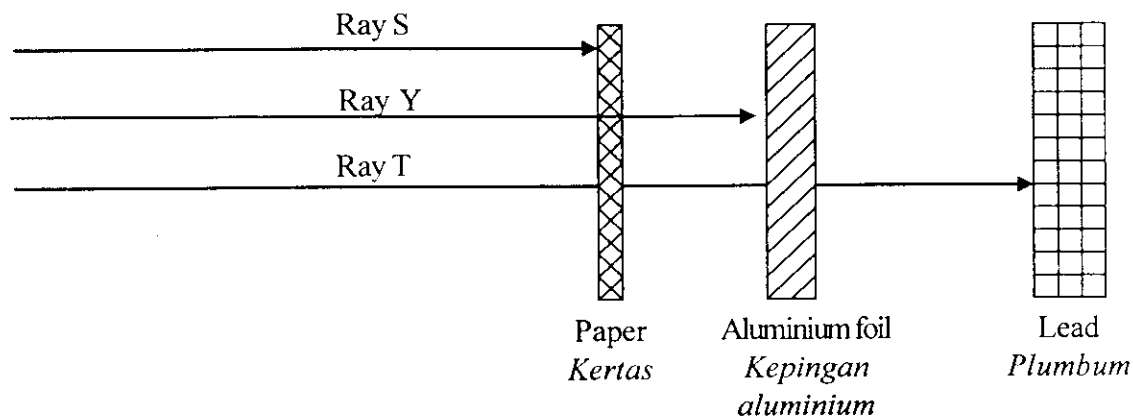 Ray S
Ray Y
Ray T
Paper
Kertas
Aluminium foil
Kepingan
aluminium
Lead
Plumbum